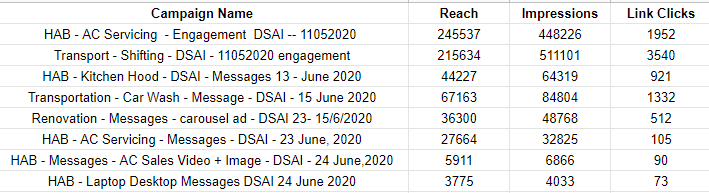 Campaign Name Reach Impressions Link Clicks
HAB - AC Servicing - Engagement DSAI -- 11052020 245537 448226 1952
Transport - Shifting - DSAI - 11052020 engagement 215634 511101 3540
HAB - Kitchen Hood - DSAI - Messages 13 - June 2020 44227 64319 921
Transportation - Car Wash - Message - DSAI - 15 June 2020 67163 84804 1332
Renovation - Messages - carousel ad - DSAI 23- 15/6/2020 36300 48768 512
HAB - AC Servicing - Messages - DSAI - 23 June, 2020 27664 32825 105
HAB - Messages - AC Sales Video + Image - DSAI - 24 June,2020 5911 6866 90
HAB - Laptop Desktop Messages DSAI 24 June 2020 3775 4033 73